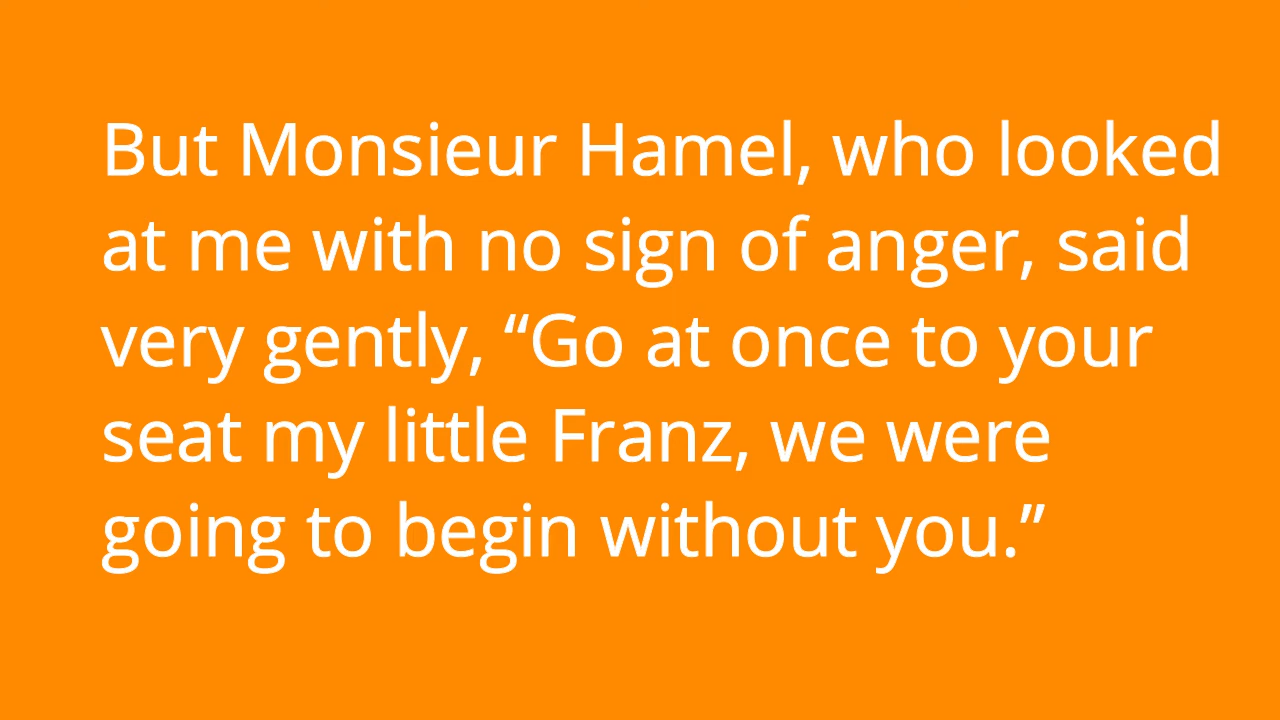 But Monsieur Hamel, who looked
at me with no sign of anger, said
very gently, “Go at once to your
seat my little Franz, we were
going to begin without you.”